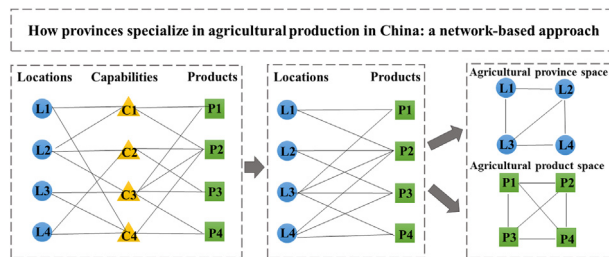 How provinces specialize in agricultural production in China: a network-based approach
Locations Capabilities Products
L1 C1 P1
L2 C2 P2
L3 C3 P3
L4 C4 P4
Locations Products
L1 P1
L2 P2
L3 P3
L4 P4
Agricultural province space
L1 L2
L3 L4
Agricultural product space
P1 P2
P3 P4